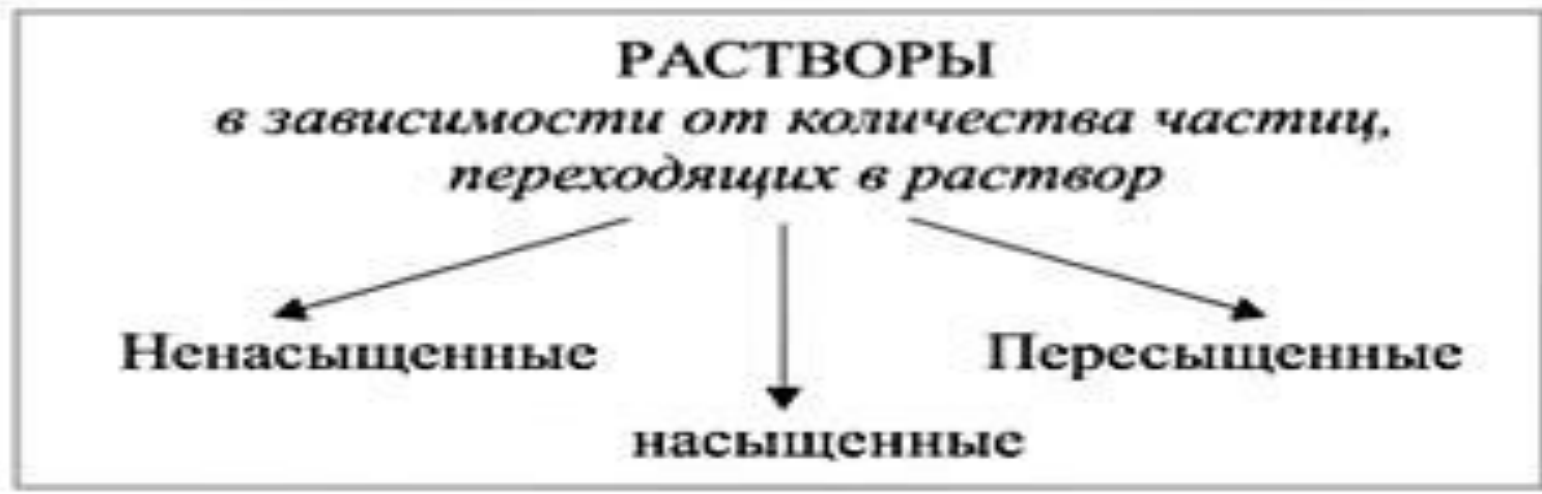 РАСТВОРЫ
в зависимости от количества частиц,
переходящих в раствор
Ненасыщенные
Пересыщенные
насыщенные